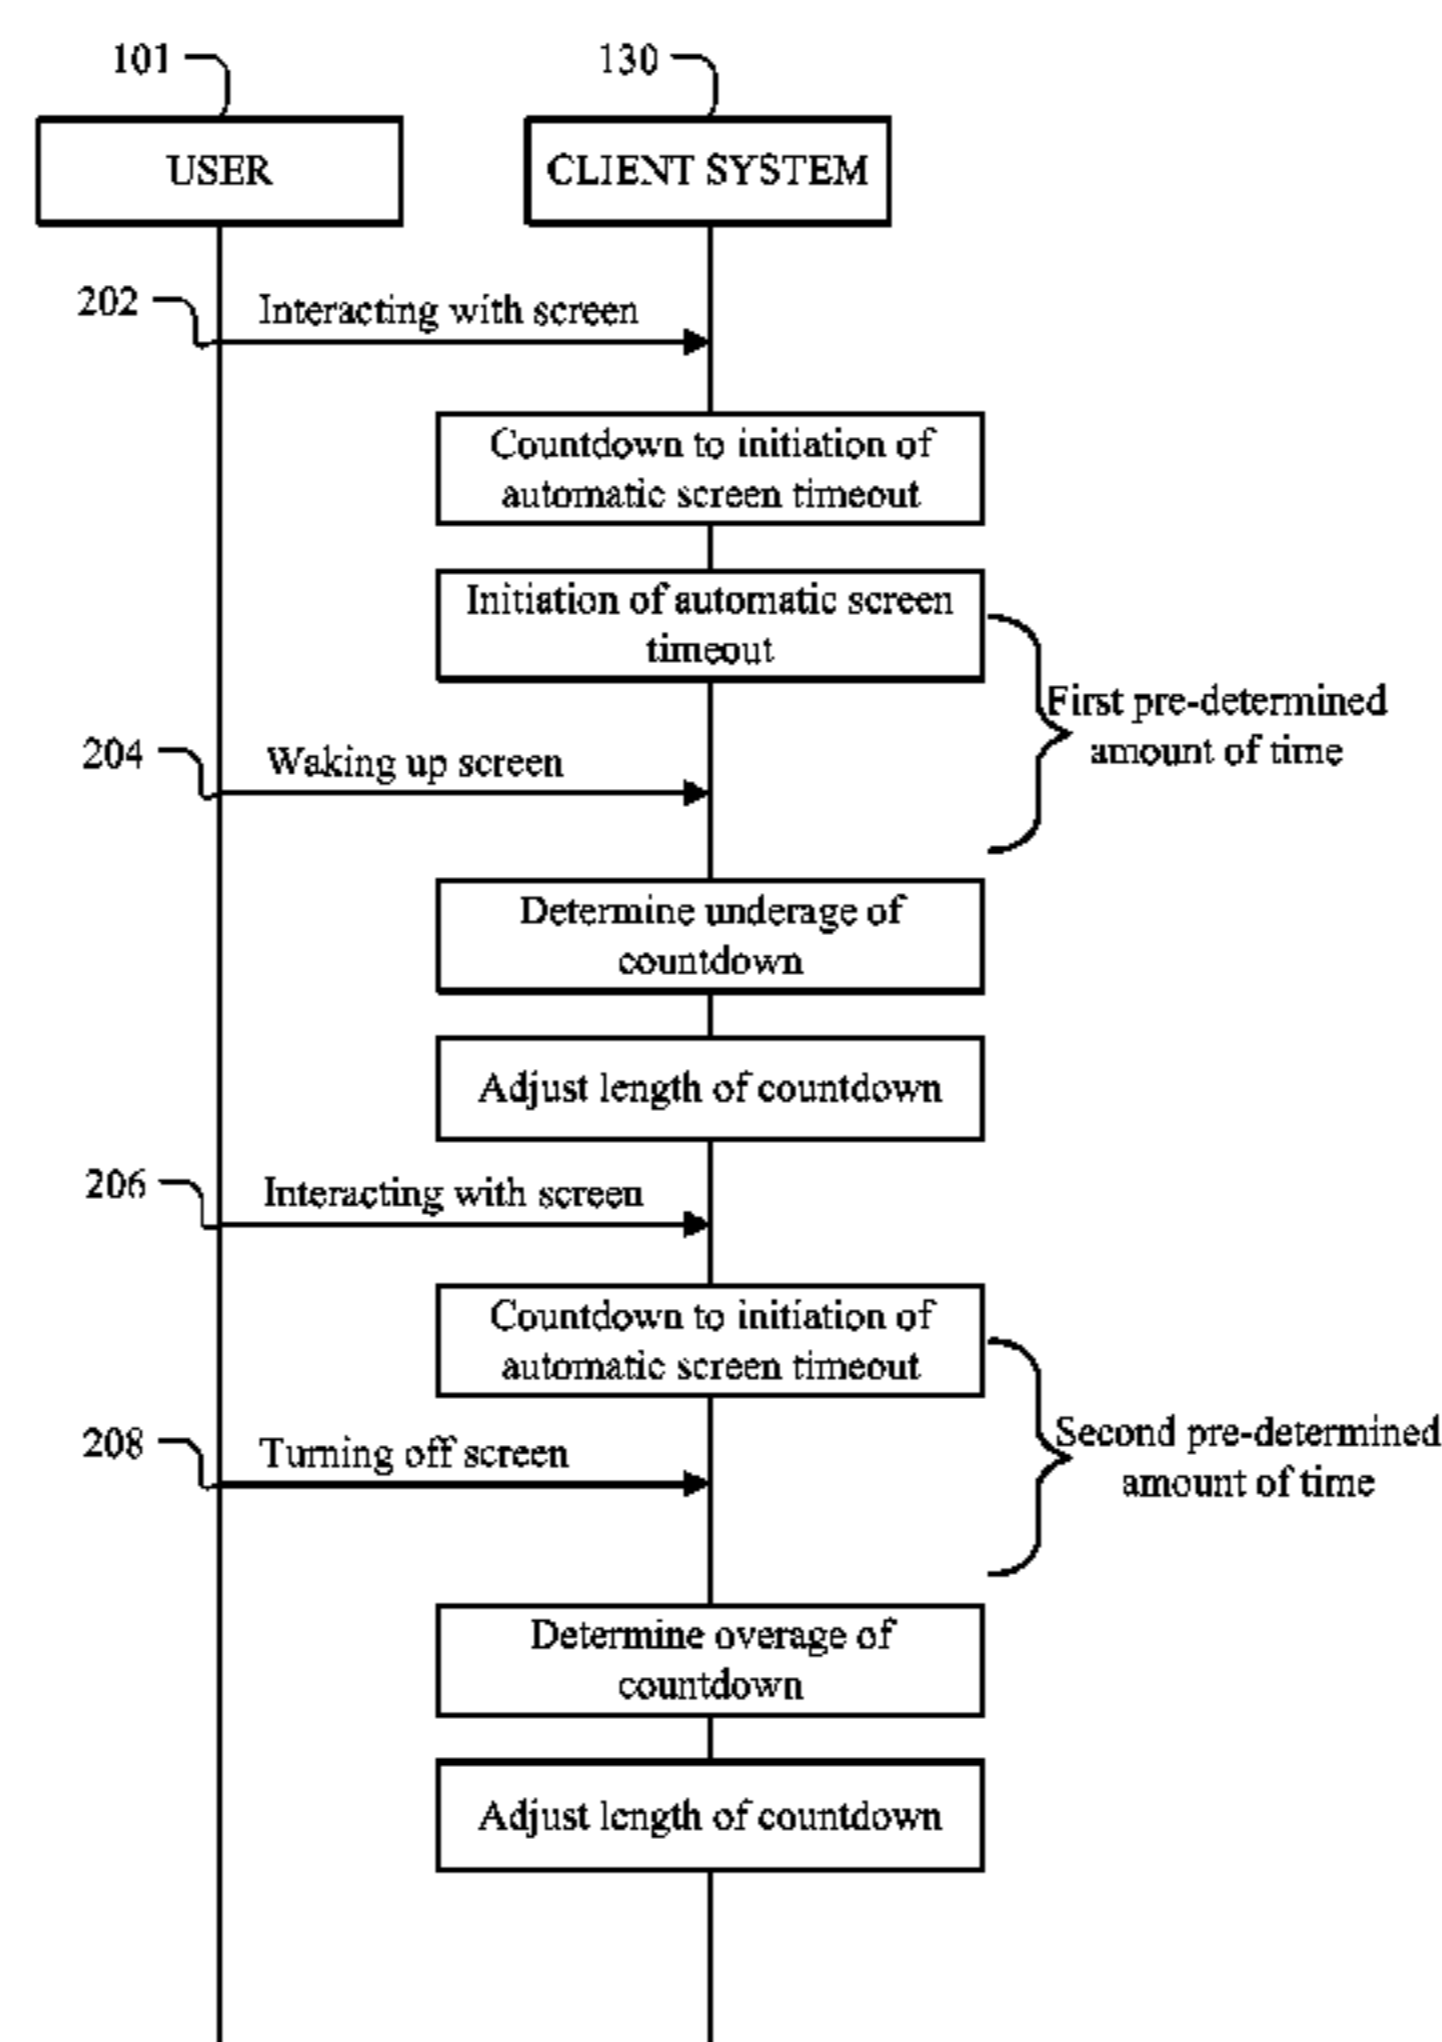 101
130
USER
CLIENT SYSTEM
202
Interacting with screen
Countdown to initiation of
automatic screen timeout
Initiation of automatic screen
timeout
First pre-determined
amount of time
204
Waking up screen
Determine underage of
countdown
Adjust length of countdown
206
Interacting with screen
Countdown to initiation of
automatic screen timeout
Second pre-determined
amount of time
208
Turning off screen
Determine overage of
countdown
Adjust length of countdown